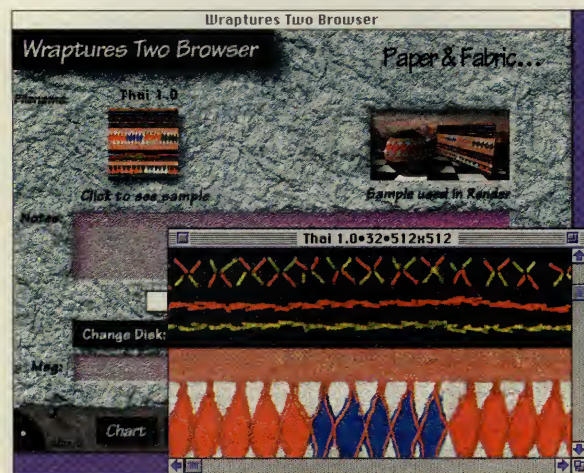 Wraptures Two Browser
Wraptures Two Browser
Paper & Fabric...
Filename:
Thai 1.0
Click to see sample
Sample used in Render
Notes:
Thai 1.0•32•512x512
Change Disk:
Msg:
Chart